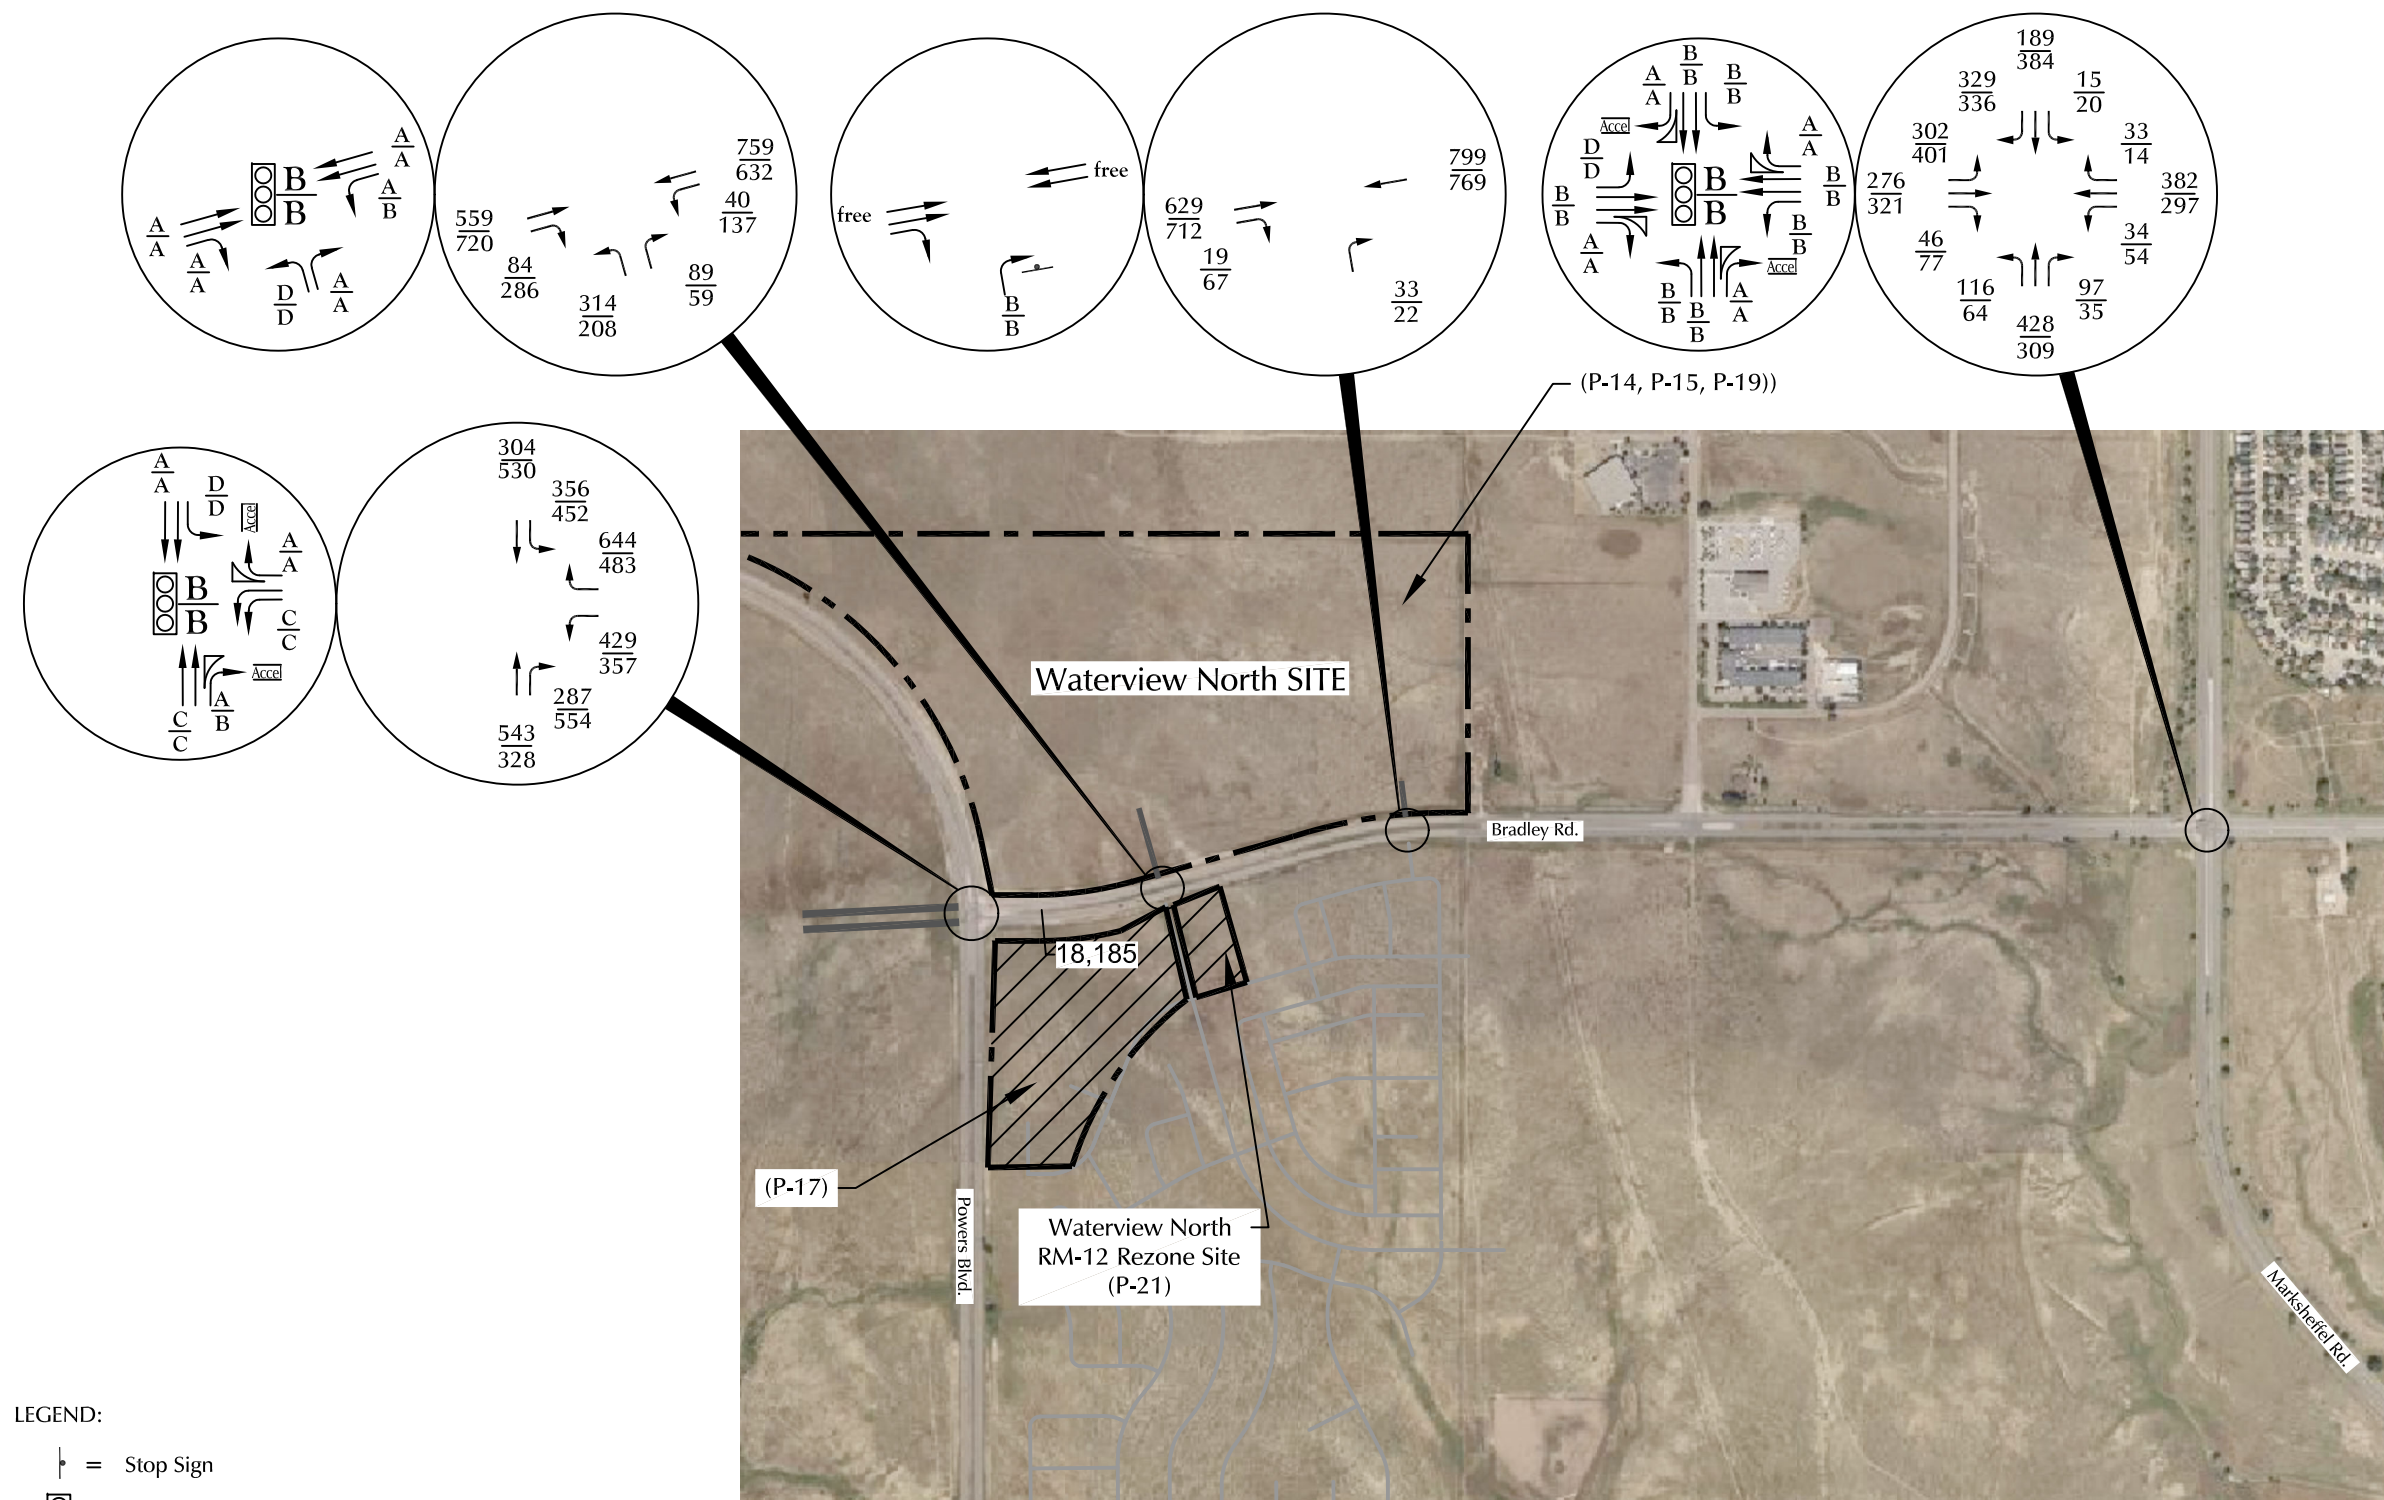 A
A
A
B
A
A
A
A
D
D
A
A
B
B
759
632
40
137
559
720
84
286
314
208
89
59
free
free
B
B
799
769
629
712
19
67
33
22
B
B
A
A
B
B
Accel
D
D
A
A
B
B
B
B
B
B
A
A
B
B
Accel
B
B
B
B
A
A
189
384
329
336
15
20
302
401
33
14
276
321
382
297
46
77
34
54
116
64
97
35
428
309
(P-14, P-15, P-19))
A
A
D
D
Accel
A
A
B
B
C
C
Accel
A
B
C
C
304
530
356
452
644
483
429
357
287
554
543
328
Waterview North SITE
Bradley Rd.
18,185
(P-17)
Powers Blvd.
Waterview North
RM-12 Rezone Site
(P-21)
Marksheffel Rd.
LEGEND:
= Stop Sign